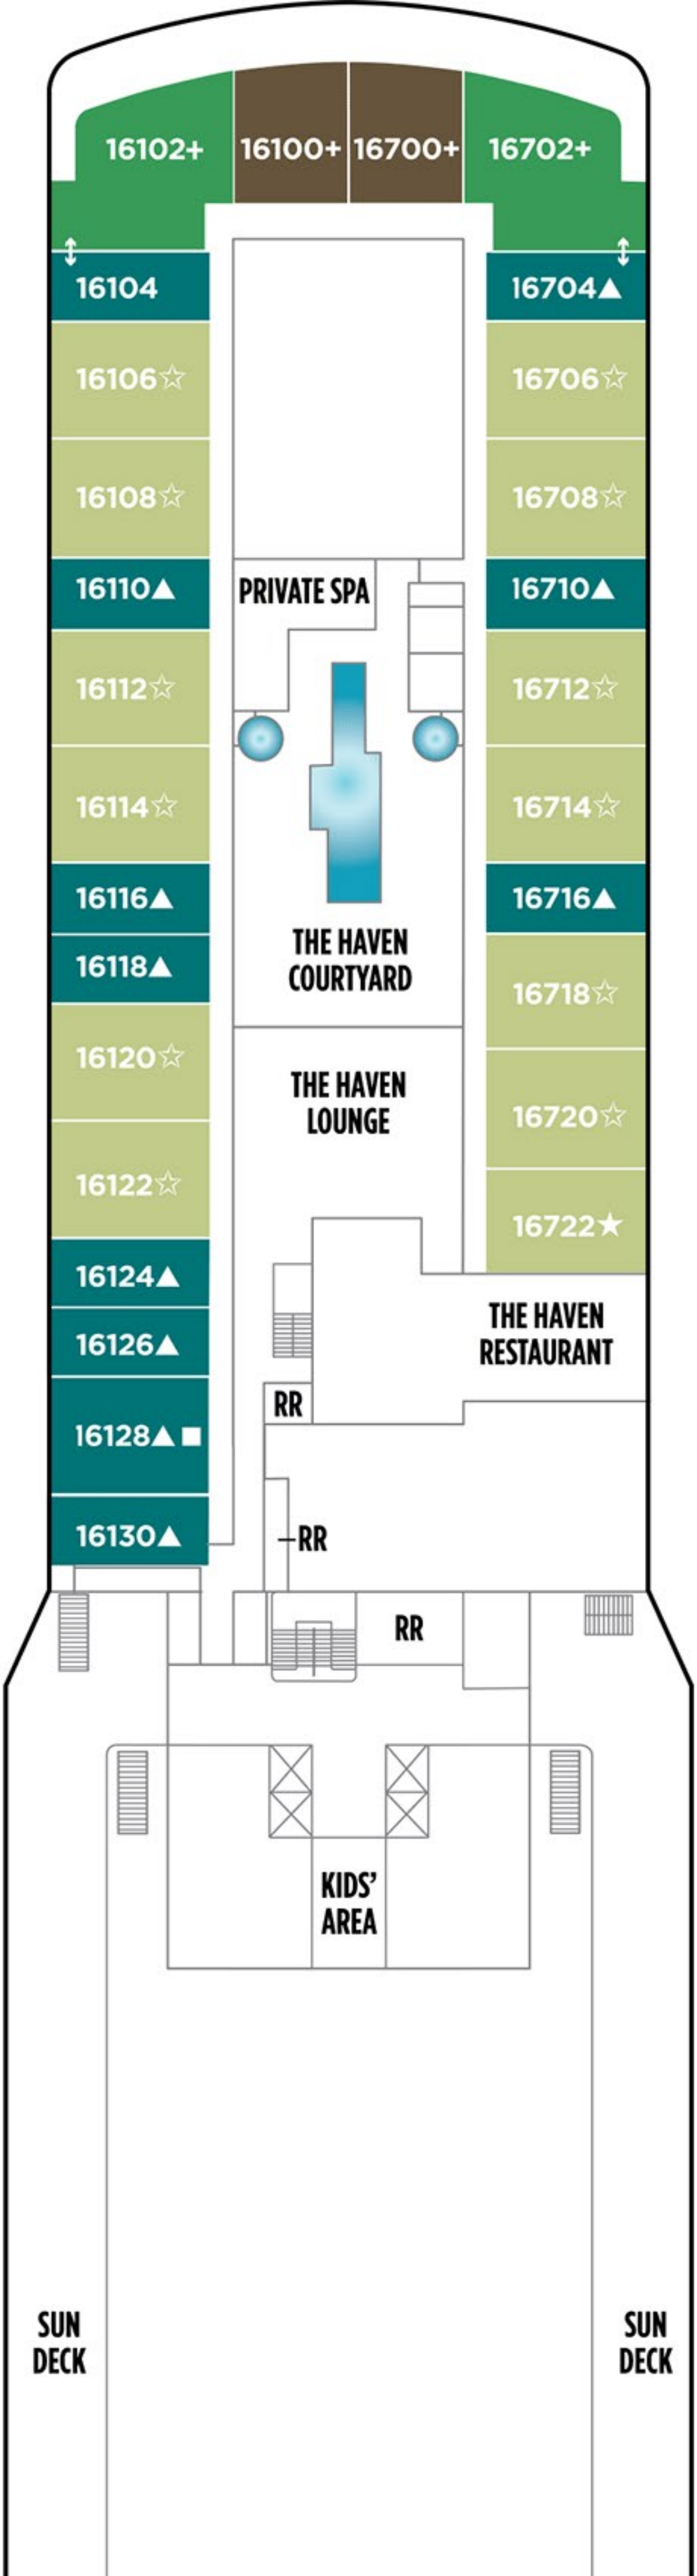 16102+ 16100+ 16700+ 16702+
16104
16704▲
16106☆
16706☆
16108☆
16708☆
PRIVATE SPA
16110▲
16710▲
16112☆
16712☆
16114☆
16714☆
16116▲
16716▲
THE HAVEN
COURTYARD
16118▲
16718☆
16120☆
THE HAVEN
LOUNGE
16720☆
16122☆
16722★
16124▲
THE HAVEN
RESTAURANT
16126▲
RR
16128▲■
16130▲
RR
RR
KIDS'
AREA
SUN
DECK
SUN
DECK